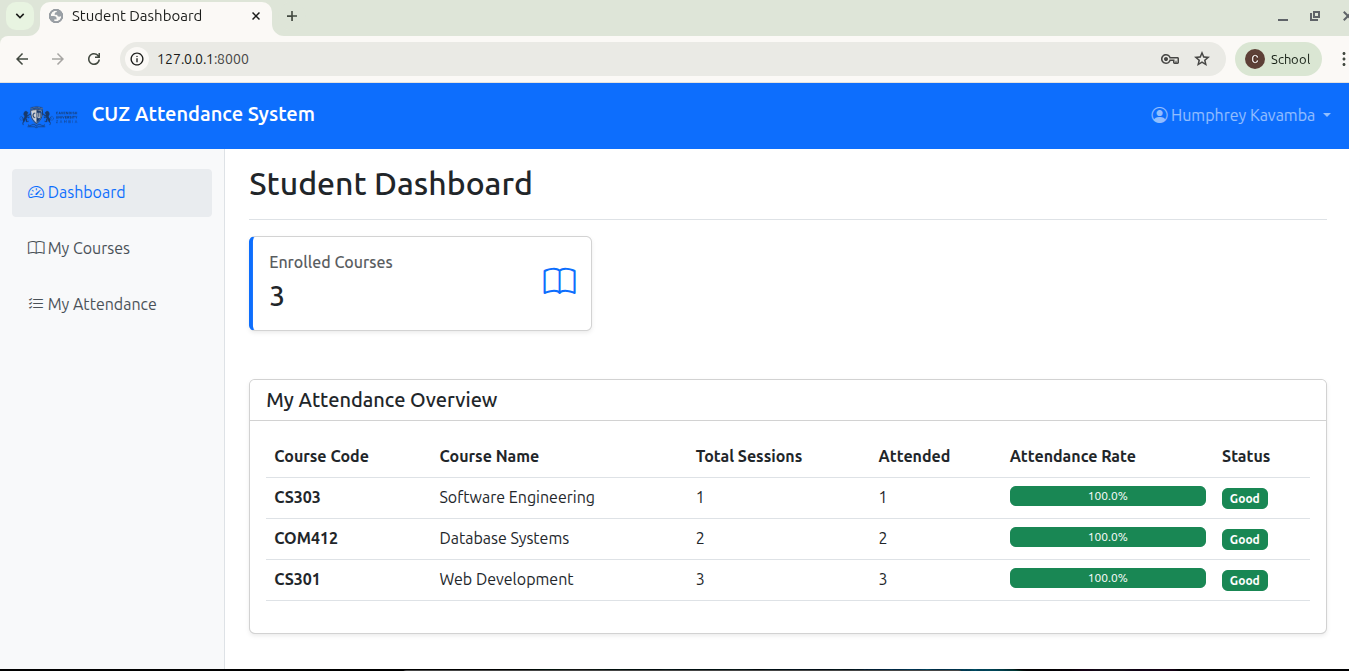 Student Dashboard
127.0.0.1:8000
C School
CUZ Attendance System
Humphrey Kavamba
Dashboard
My Courses
My Attendance
Student Dashboard
Enrolled Courses
3
My Attendance Overview
Course Code Course Name Total Sessions Attended Attendance Rate Status
CS303 Software Engineering 1 1 100.0% Good
COM412 Database Systems 2 2 100.0% Good
CS301 Web Development 3 3 100.0% Good